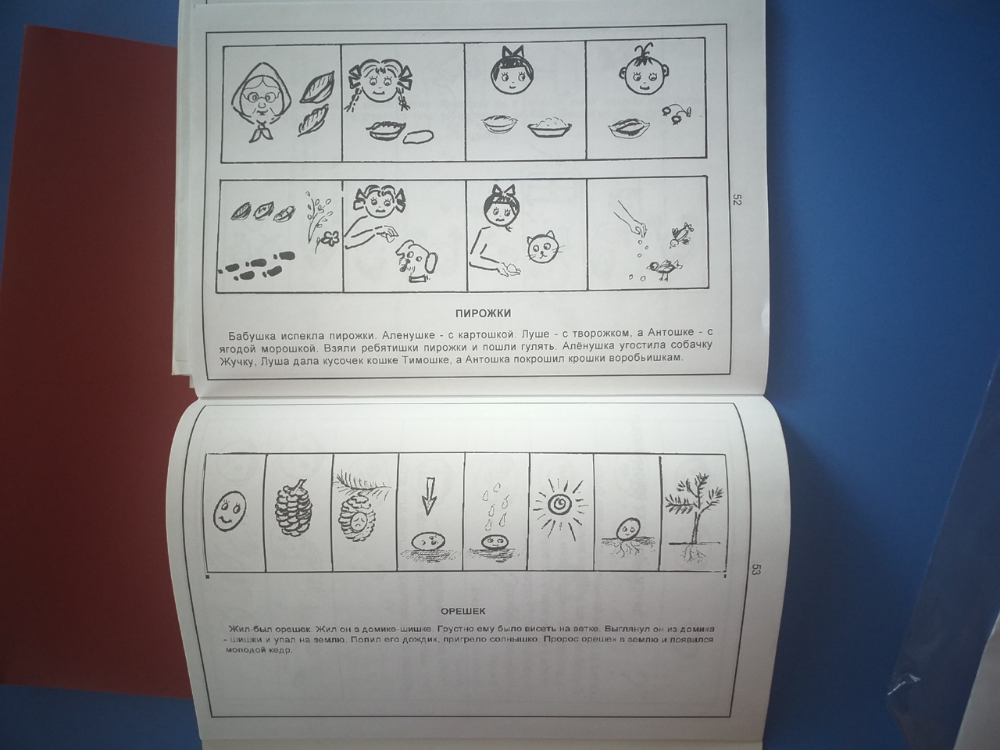 52
ПИРОЖКИ
Бабушка испекла пирожки. Аленушке - с картошкой. Луше - с творожком, а Антошке - с
ягодой морошкой. Взяли ребятишки пирожки и пошли гулять. Алёнушка угостила собачку
Жучку, Луша дала кусочек кошке Тимошке, а Антошка покрошил крошки воробьишкам.
53
ОРЕШЕК
Жил-был орешек. Жил он в домике-шишке. Грустно ему было висеть на ветке. Выглянул он из домика
- шишки и упал на землю. Полил его дождик, пригрело солнышко. Пророс орешек в землю и появился
молодой кедр.